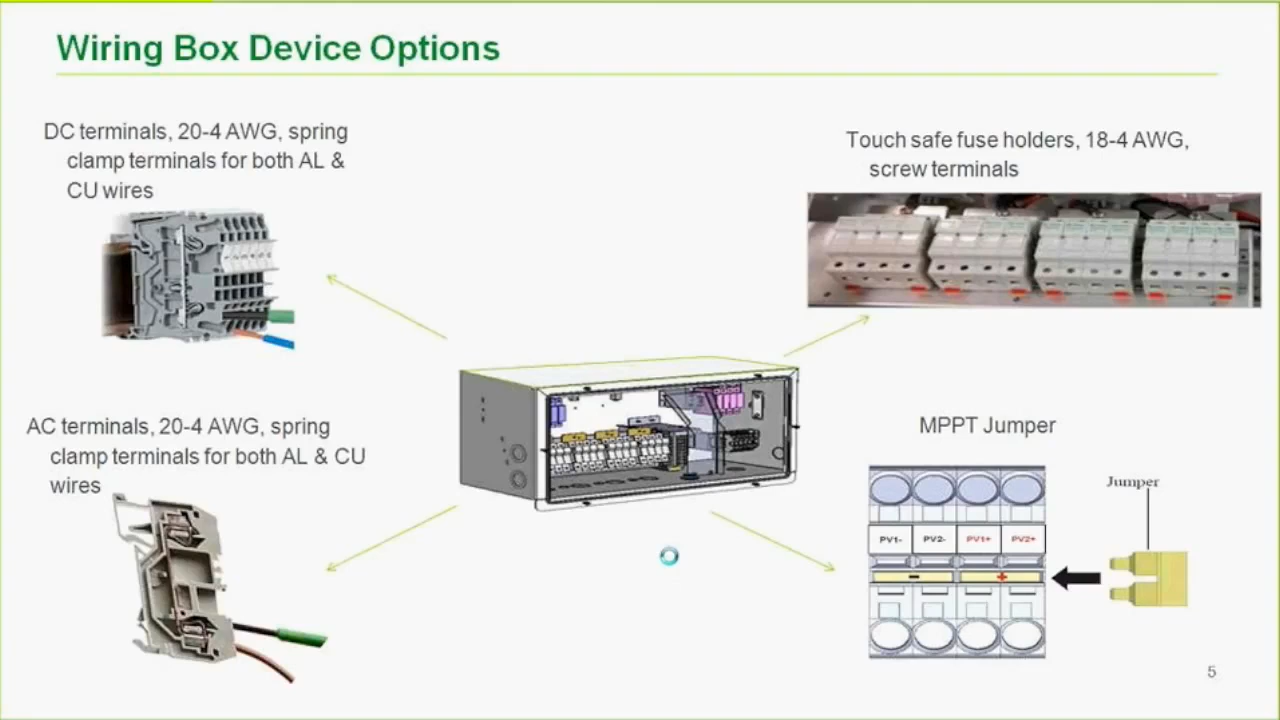 Wiring Box Device Options
DC terminals, 20-4 AWG, spring
clamp terminals for both AL &
CU wires
Touch safe fuse holders, 18-4 AWG,
screw terminals
AC terminals, 20-4 AWG, spring
clamp terminals for both AL & CU
wires
MPPT Jumper
Jumper
PV1- PV2- PV1+ PV2+
- +
5